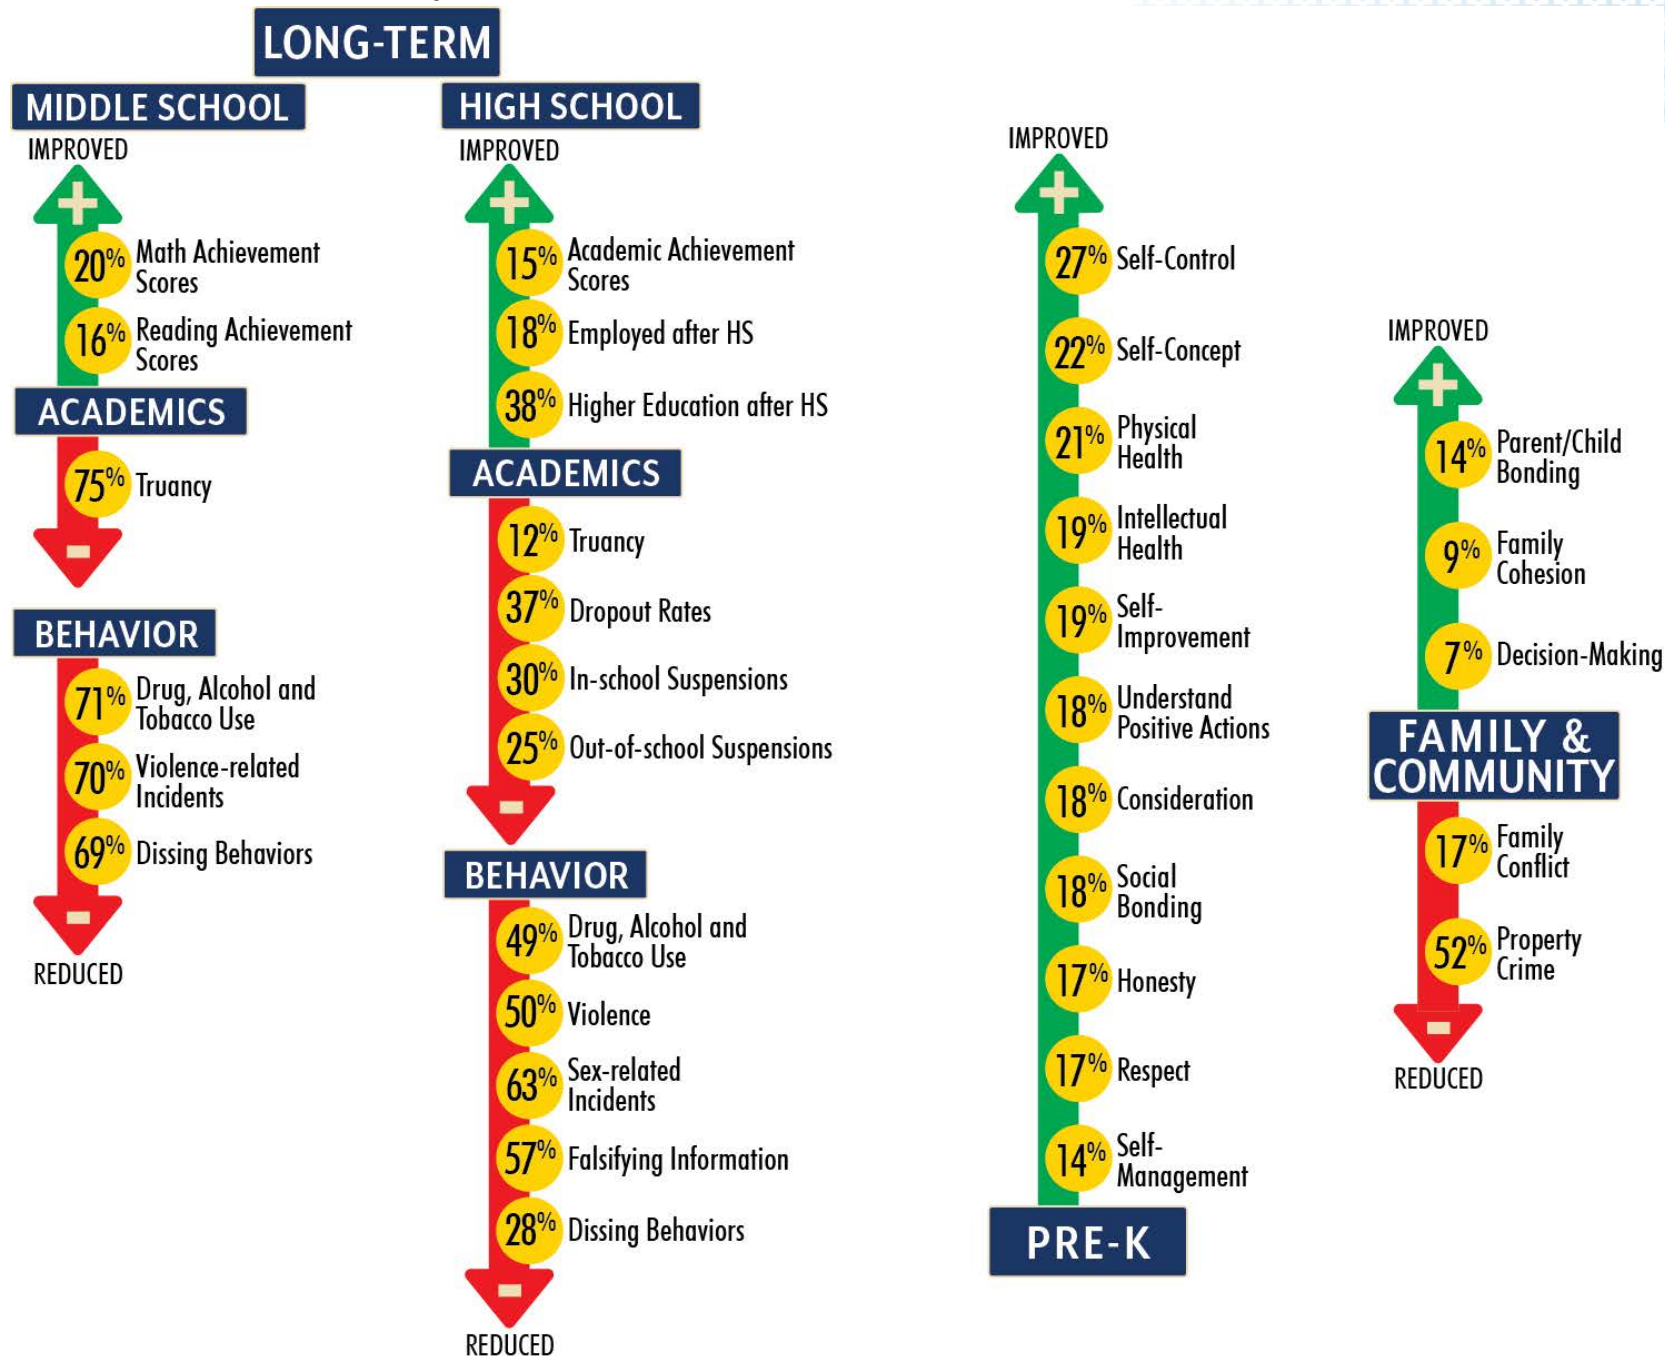 LONG-TERM
MIDDLE SCHOOL
IMPROVED
+
20% Math Achievement
Scores
16% Reading Achievement
Scores
ACADEMICS
75% Truancy
-
BEHAVIOR
71% Drug, Alcohol and
Tobacco Use
70% Violence-related
Incidents
69% Dissing Behaviors
-
REDUCED
HIGH SCHOOL
IMPROVED
+
15% Academic Achievement
Scores
18% Employed after HS
38% Higher Education after HS
ACADEMICS
12% Truancy
37% Dropout Rates
30% In-school Suspensions
25% Out-of-school Suspensions
-
BEHAVIOR
49% Drug, Alcohol and
Tobacco Use
50% Violence
63% Sex-related
Incidents
57% Falsifying Information
28% Dissing Behaviors
-
REDUCED
IMPROVED
+
27% Self-Control
22% Self-Concept
21% Physical
Health
19% Intellectual
Health
19% Self-
Improvement
18% Understand
Positive Actions
18% Consideration
18% Social
Bonding
17% Honesty
17% Respect
14% Self-
Management
PRE-K
IMPROVED
+
14% Parent/Child
Bonding
9% Family
Cohesion
7% Decision-Making
FAMILY &
COMMUNITY
17% Family
Conflict
52% Property
Crime
-
REDUCED